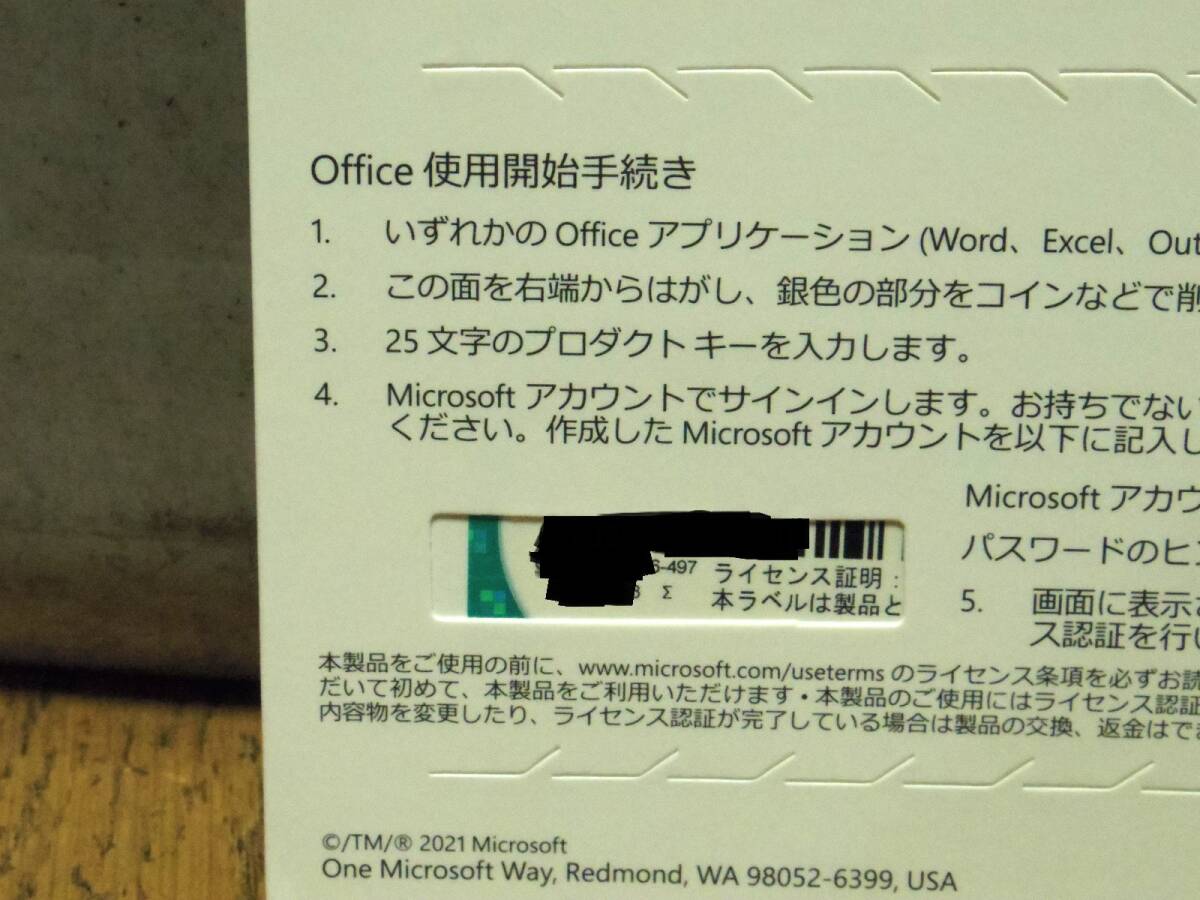 Office 使用開始手続き
1. いずれかの Office アプリケーション (Word、Excel、Out
2. この面を右端からはがし、銀色の部分をコインなどで削
3. 25 文字のプロダクト キーを入力します。
4. Microsoft アカウントでサインインします。お持ちでない
ください。作成した Microsoft アカウントを以下に記入し
Microsoft アカウ
パスワードのヒン
6-497
ライセンス証明:
8 Σ
本ラベルは製品と
5. 画面に表示
ス認証を行い
本製品をご使用の前に、www.microsoft.com/useterms のライセンス条項を必ずお読
だいて初めて、本製品をご利用いただけます・本製品のご使用にはライセンス認証
内容物を変更したり、ライセンス認証が完了している場合は製品の交換、返金はでき
©/TM/® 2021 Microsoft
One Microsoft Way, Redmond, WA 98052-6399, USA